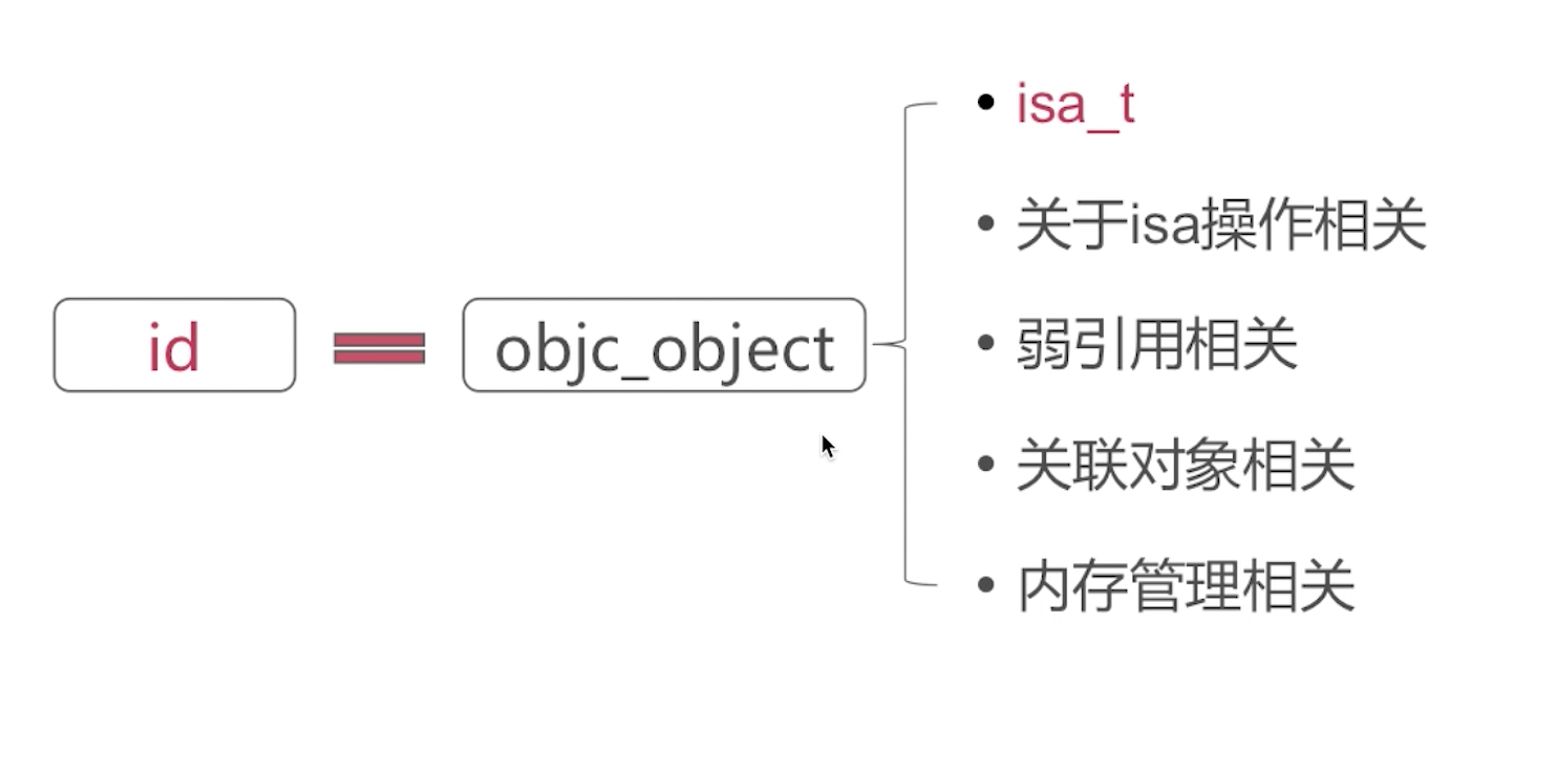 id
objc_object
isa_t
关于isa操作相关
弱引用相关
关联对象相关
内存管理相关